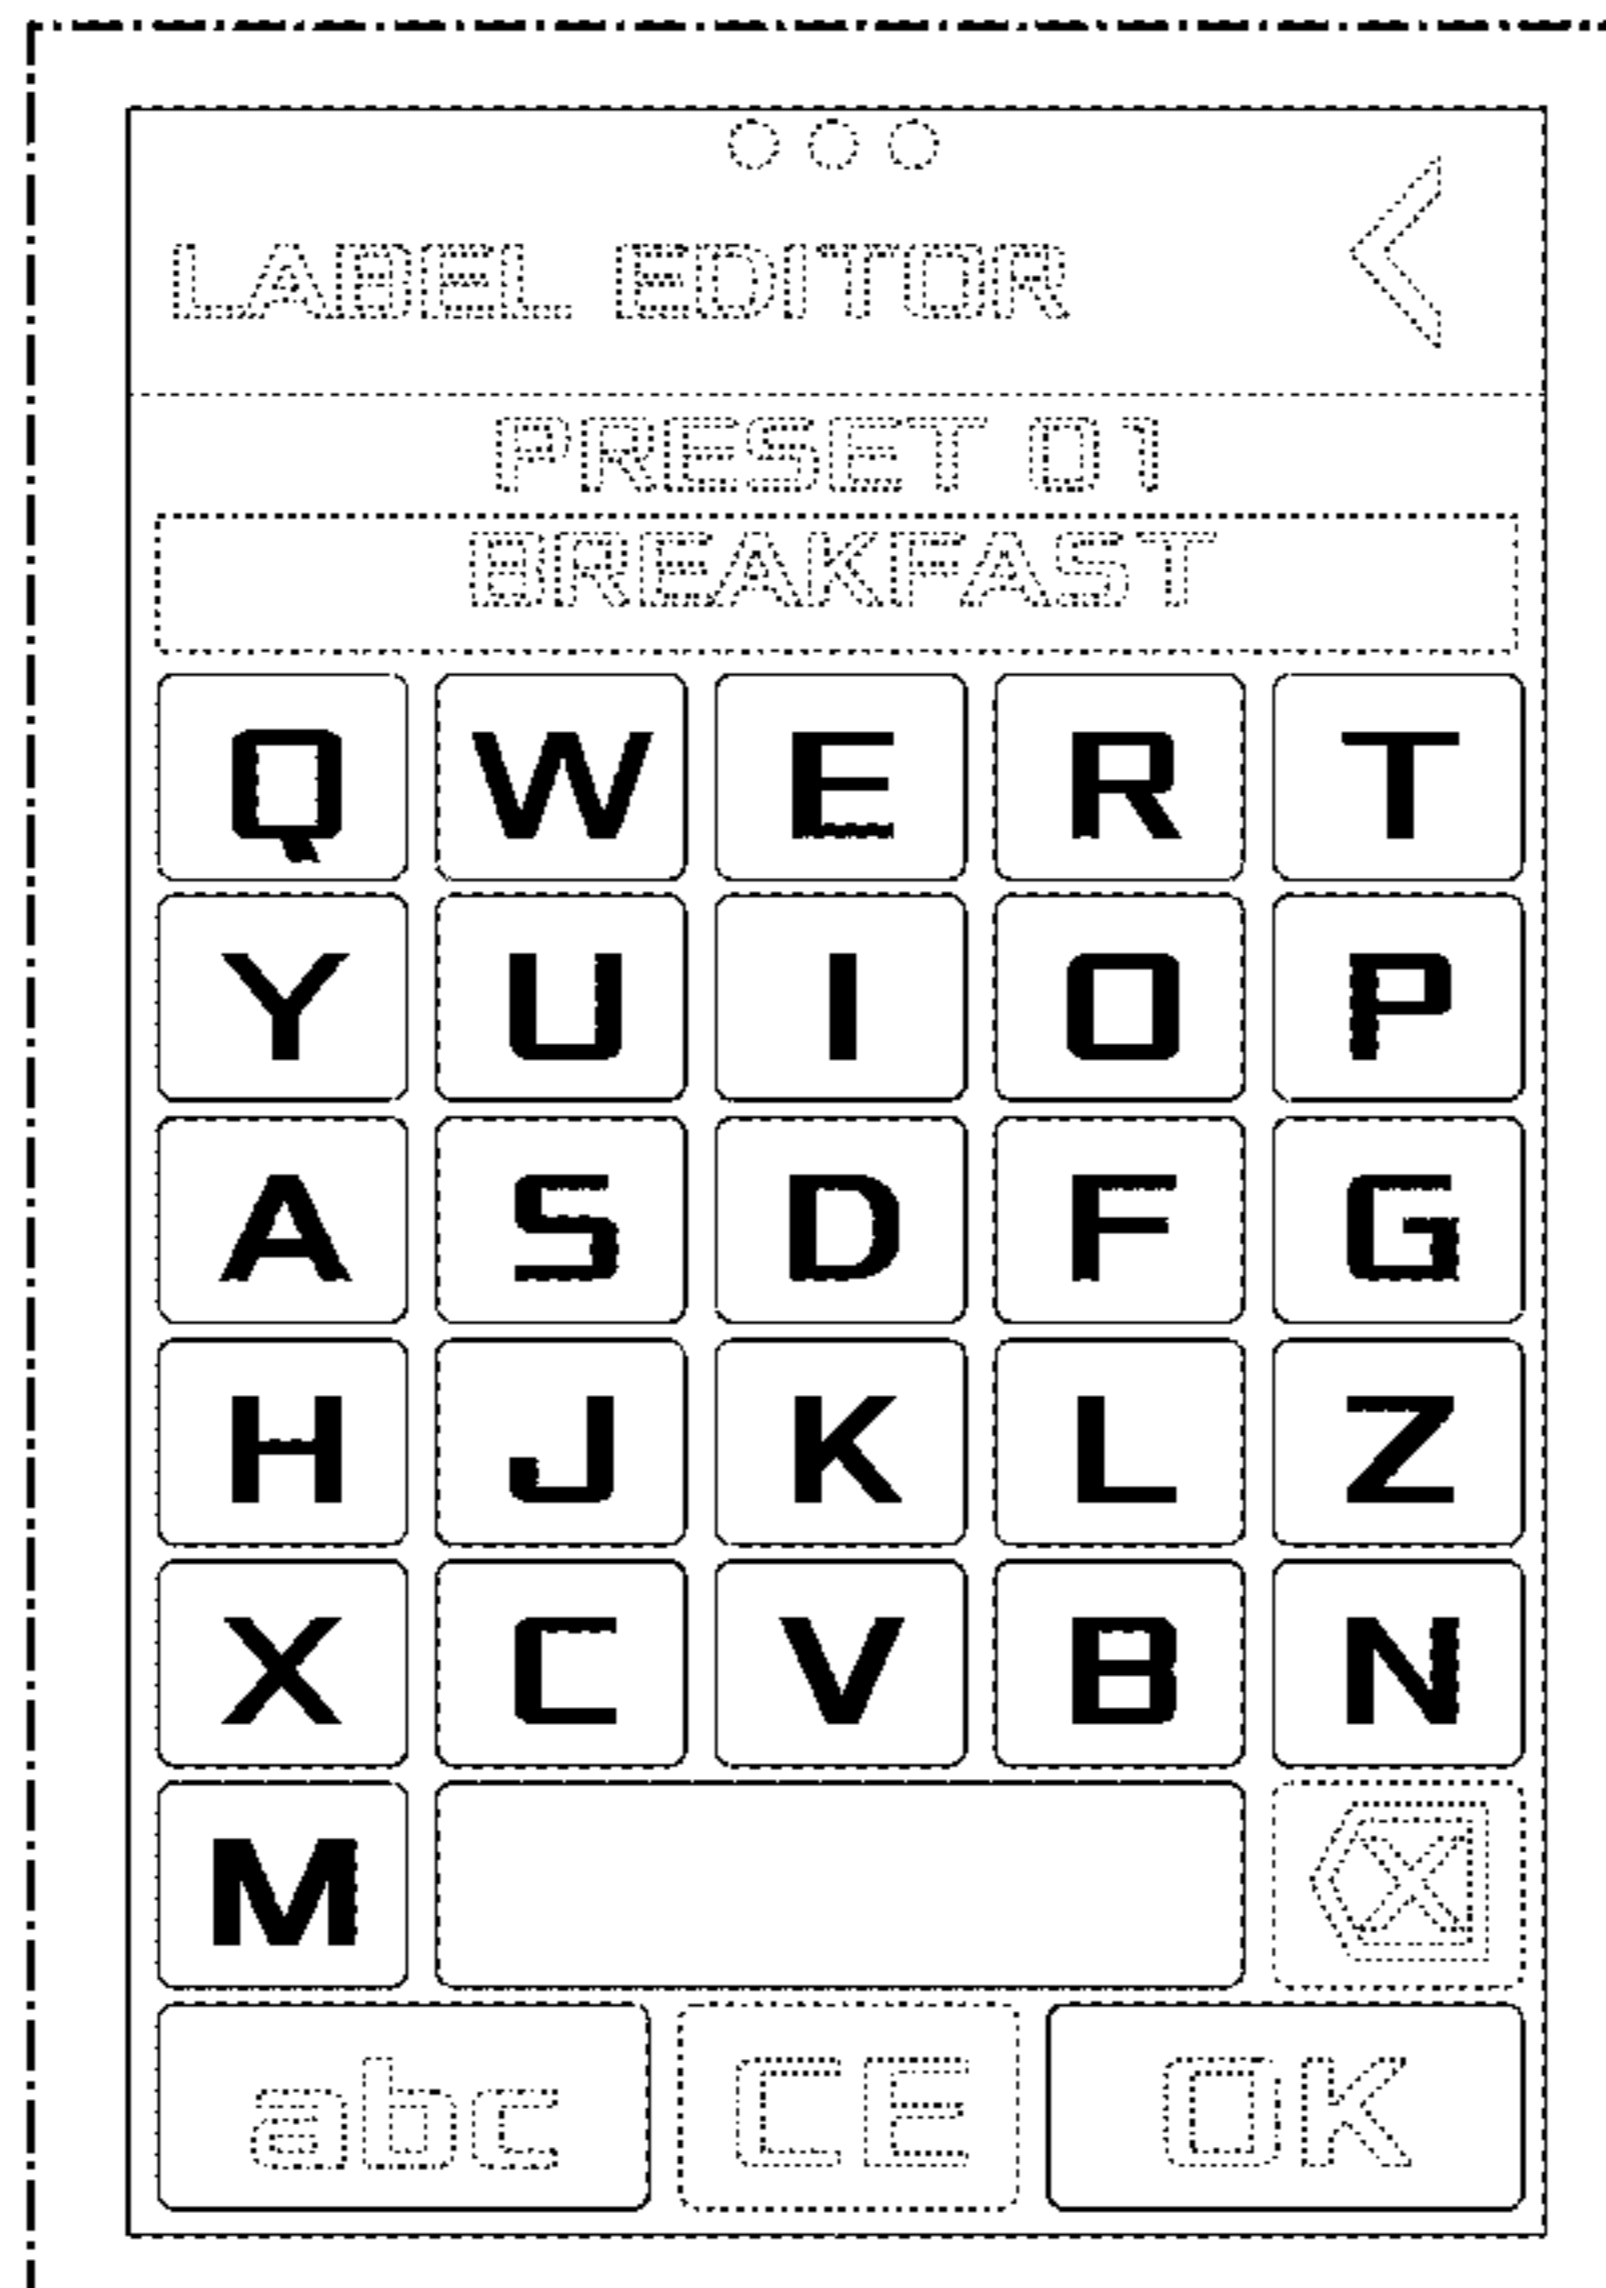 LABEL EDITOR
PRESET 01
BREAKFAST
Q W E R T
Y U I O P
A S D F G
H J K L Z
X C V B N
M
abc CE OK